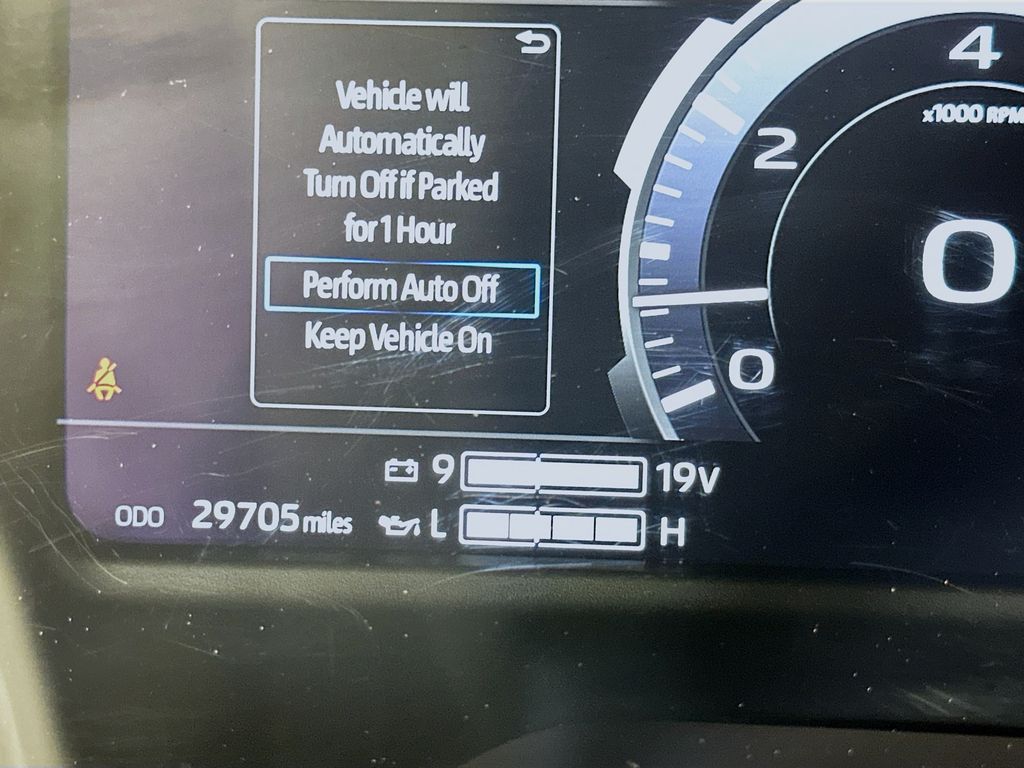 Vehicle will
Automatically
Turn Off if Parked
for 1 Hour
Perform Auto Off
Keep Vehicle On
4
x1000 RPM
2
0
0
9 19V
ODO 29705 miles L H